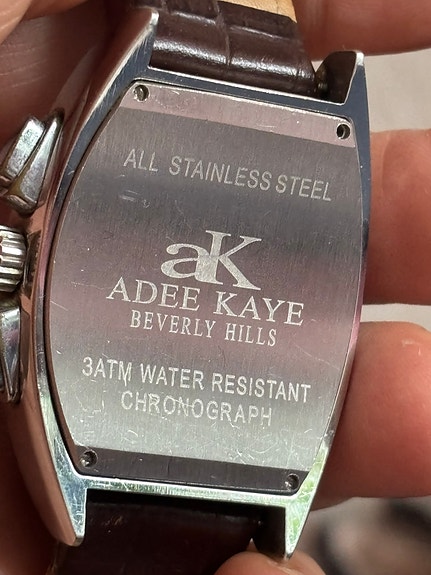 ALL STAINLESS STEEL
aK
ADEE KAYE
BEVERLY HILLS
3ATM WATER RESISTANT
CHRONOGRAPH